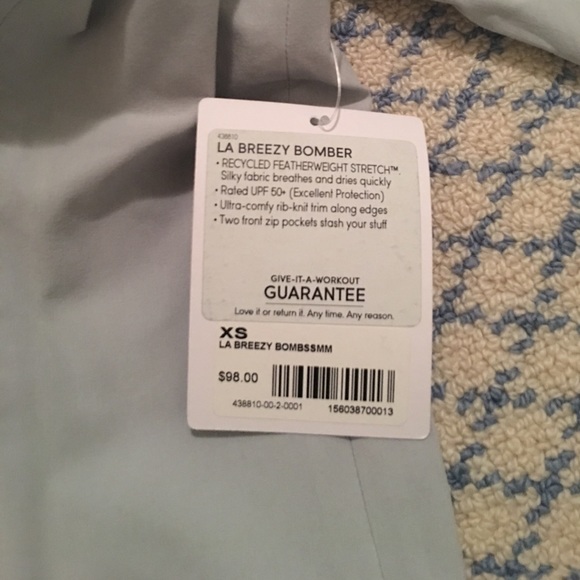 438810
LA BREEZY BOMBER
• RECYCLED FEATHERWEIGHT STRETCH™.
Silky fabric breathes and dries quickly
• Rated UPF 50+ (Excellent Protection)
• Ultra-comfy rib-knit trim along edges
• Two front zip pockets stash your stuff
GIVE-IT-A-WORKOUT
GUARANTEE
Love it or return it. Any time. Any reason.
XS
LA BREEZY BOMBSSMM
$98.00
438810-00-2-0001 156038700013